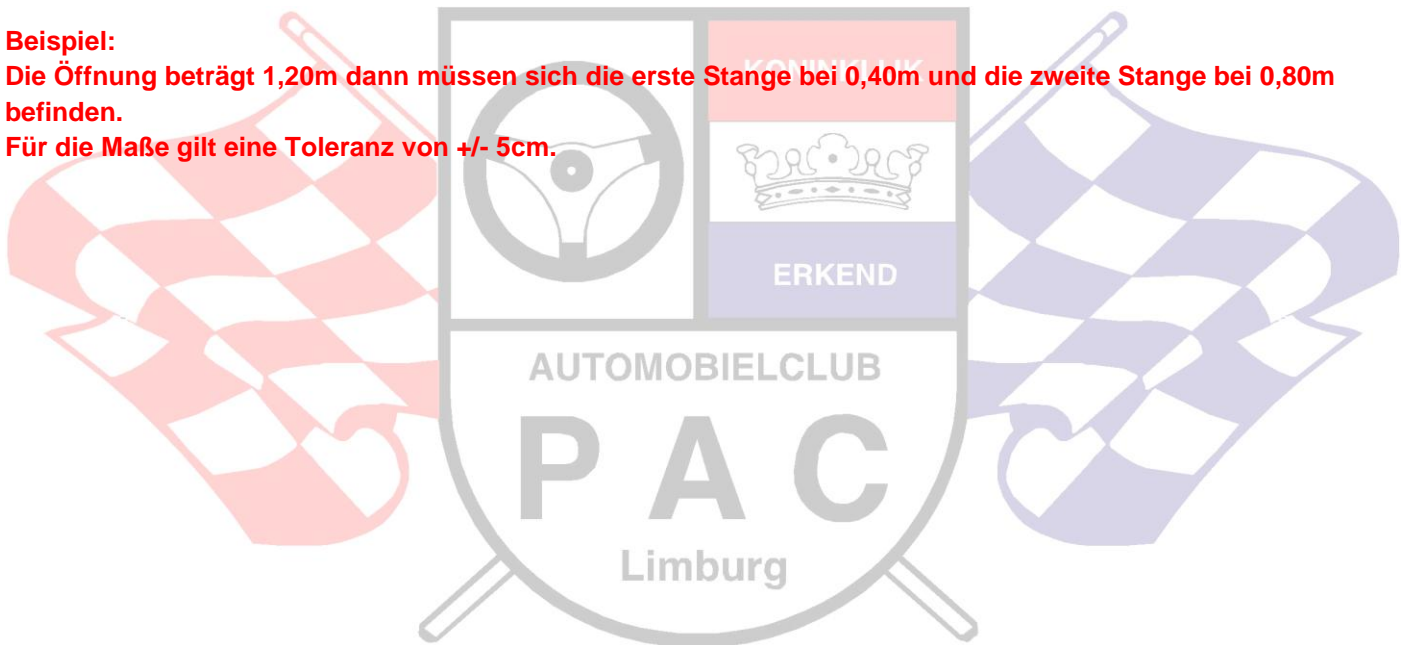 Beispiel:
Die Öffnung beträgt 1,20m dann müssen sich die erste Stange bei 0,40m und die zweite Stange bei 0,80m
befinden.
Für die Maße gilt eine Toleranz von +/- 5cm.
KONINKLIJK
ERKEND
AUTOMOBIELCLUB
P A C
Limburg